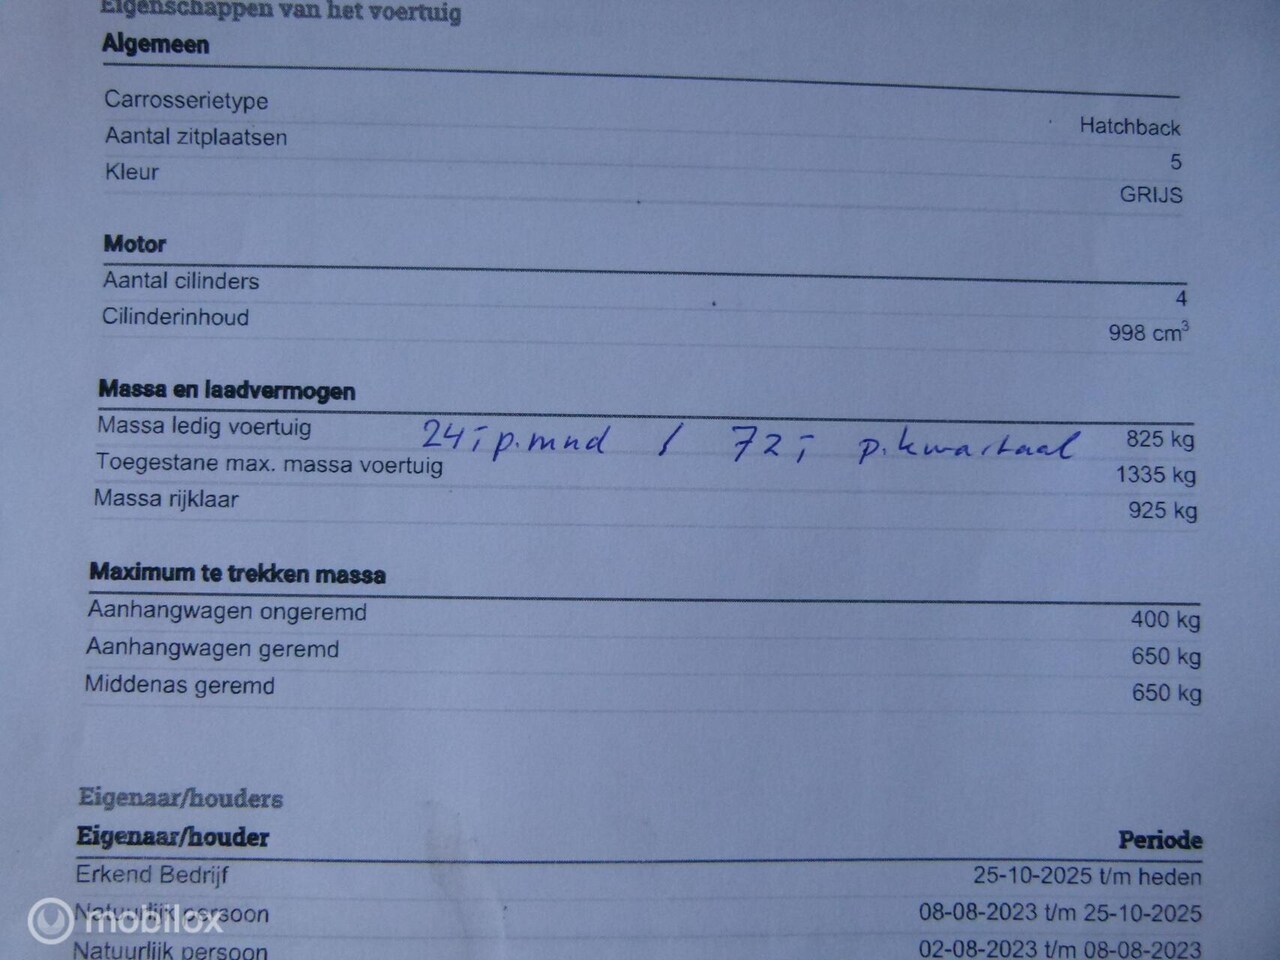 Eigenschappen van het voertuig
Algemeen
Carrosserietype Hatchback
Aantal zitplaatsen 5
Kleur GRIJS
Motor
Aantal cilinders 4
Cilinderinhoud 998 cm³
Massa en laadvermogen
Massa ledig voertuig 825 kg
24,- p.mnd / 72,- p.kwartaal
Toegestane max. massa voertuig 1335 kg
Massa rijklaar 925 kg
Maximum te trekken massa
Aanhangwagen ongeremd 400 kg
Aanhangwagen geremd 650 kg
Middenas geremd 650 kg
Eigenaar/houders
Eigenaar/houder Periode
Erkend Bedrijf 25-10-2025 t/m heden
Natuurlijk persoon 08-08-2023 t/m 25-10-2025
mobilox
Natuurlijk persoon 02-08-2023 t/m 08-08-2023